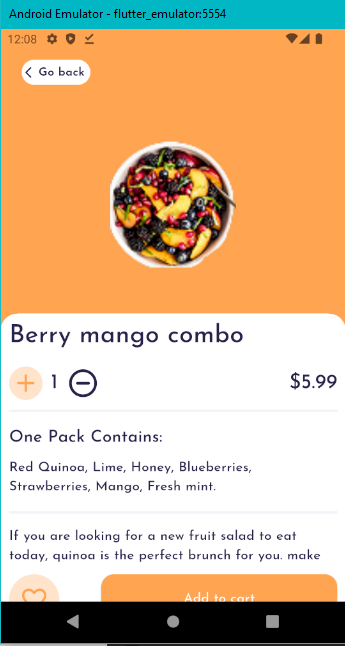 Android Emulator - flutter_emulator:5554
12:08
Go back
Berry mango combo
1
$5.99
One Pack Contains:
Red Quinoa, Lime, Honey, Blueberries,
Strawberries, Mango, Fresh mint.
If you are looking for a new fruit salad to eat
today, quinoa is the perfect brunch for you. make
Add to cart